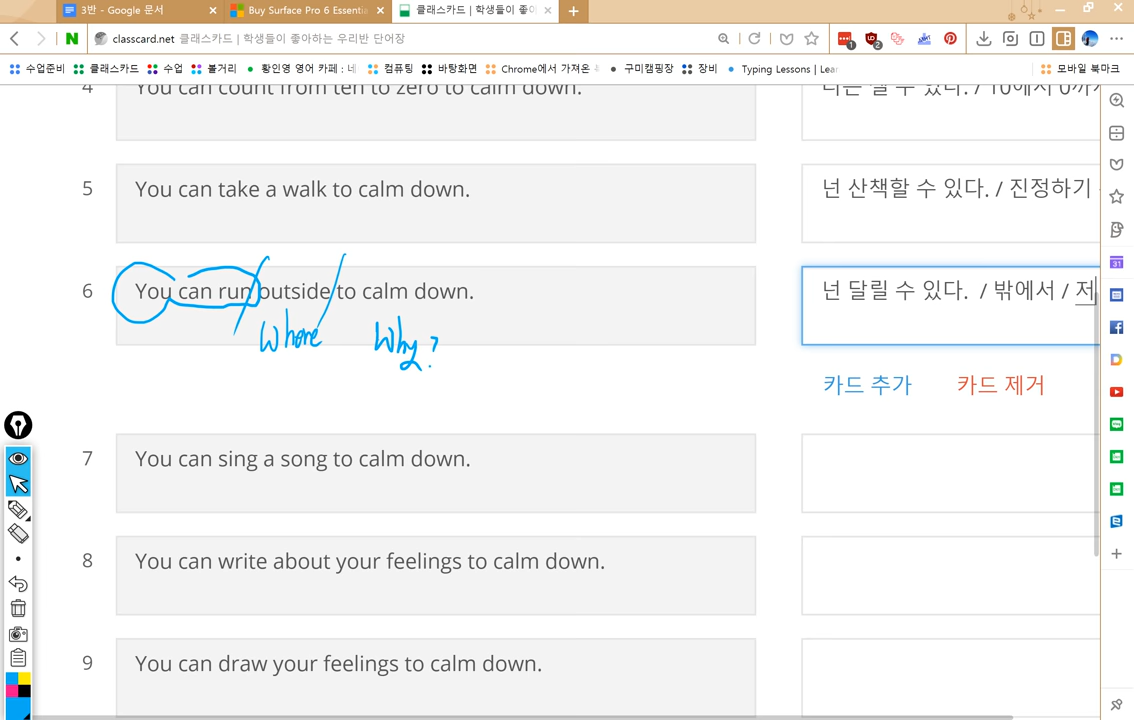 3반 - Google 문서
Buy Surface Pro 6 Essentia
클래스카드 | 학생들이 좋아
classcard.net 클래스카드 | 학생들이 좋아하는 우리반 단어장
수업준비 클래스카드 수업 볼거리 황인영 영어 카페 : 네 컴퓨팅 바탕화면 Chrome에서 가져온 구미캠핑장 장비 Typing Lessons | Lear 모바일 북마크
4 You can count from ten to zero to calm down.
5 You can take a walk to calm down. 넌 산책할 수 있다. / 진정하기
6 You can run outside to calm down. 넌 달릴 수 있다. / 밖에서 / 저
Where Why?
카드 추가 카드 제거
7 You can sing a song to calm down.
8 You can write about your feelings to calm down.
9 You can draw your feelings to calm down.